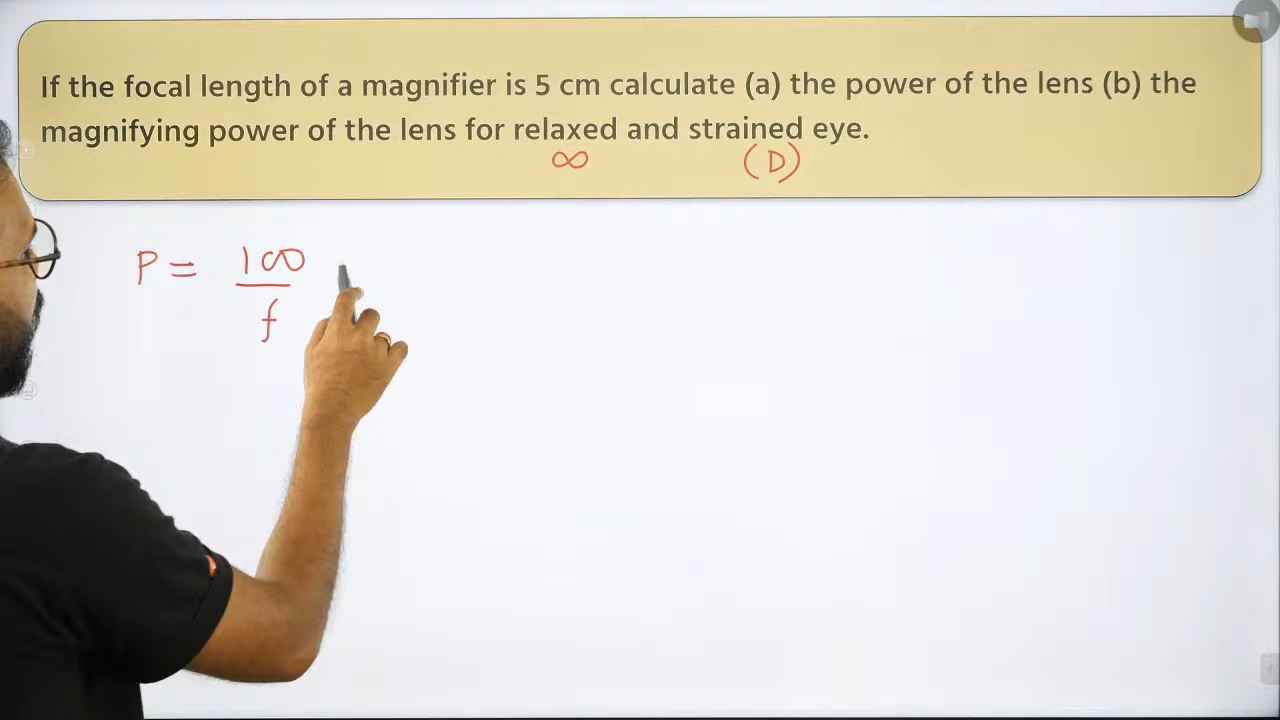 If the focal length of a magnifier is 5 cm calculate (a) the power of the lens (b) the
magnifying power of the lens for relaxed and strained eye.
∞ (D)
P = 100
f